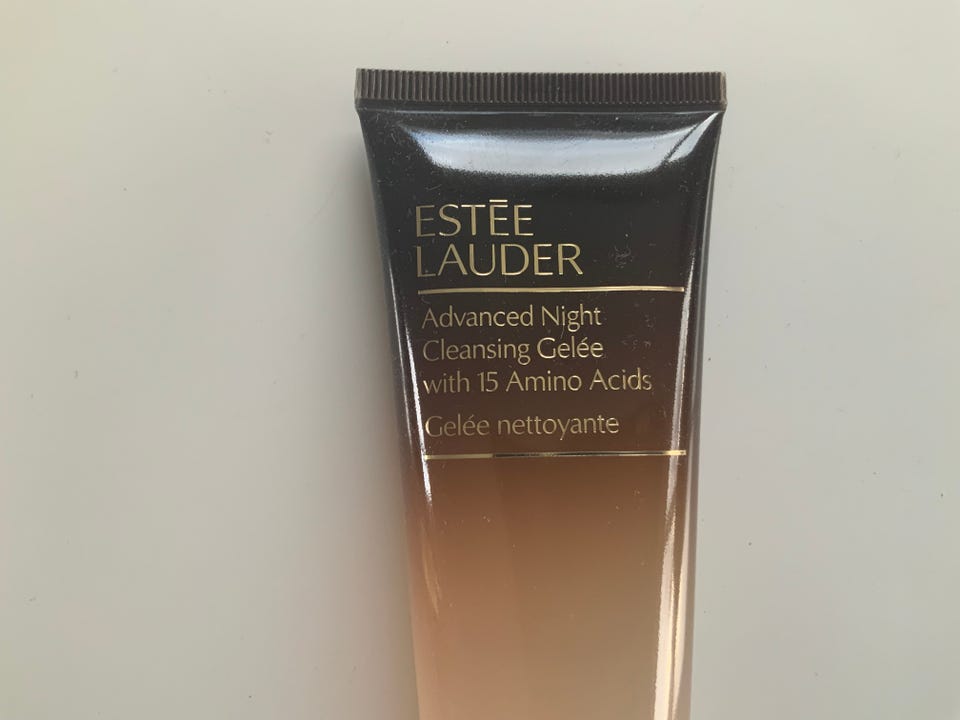 ESTĒE
LAUDER
Advanced Night
Cleansing Gelée
with 15 Amino Acids
Gelée nettoyante